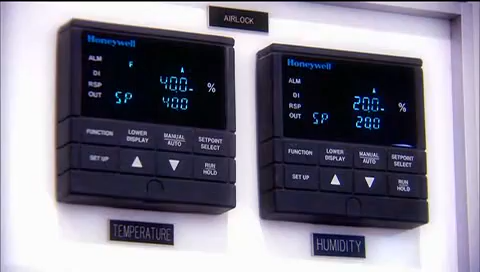 AIRLOCK
Honeywell
ALM F
DI 40.0 %
RSP
OUT SP 40.0
FUNCTION LOWER DISPLAY MANUAL AUTO SETPOINT SELECT
SET UP RUN HOLD
TEMPERATURE
Honeywell
ALM
DI 20.0 %
RSP
OUT SP 20.0
FUNCTION LOWER DISPLAY MANUAL AUTO SETPOINT SELECT
SET UP RUN HOLD
HUMIDITY